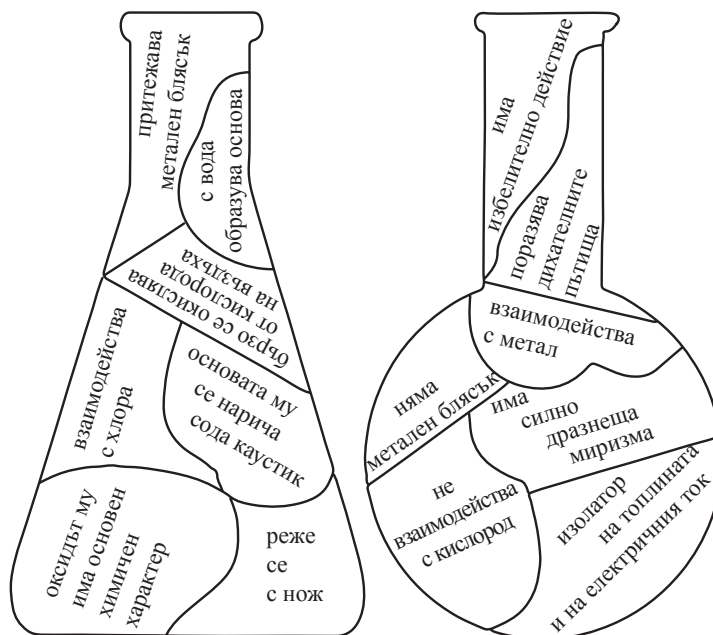 притежава
метален блясък
с вода
образува основа
бързо се окислява
от кислорода
на въздъха
взаимодейства
с хлора
основата му
се нарича
сода каустик
оксидът му
има основен
химичен
характер
реже
се
с нож
има
избелително действие
поразява
дихателните
пътища
взаимодейства
с метал
няма
метален блясък
има
силно
дразнеща
миризма
не
взаимодейства
с кислород
изолатор
на топлината
и на електричния ток